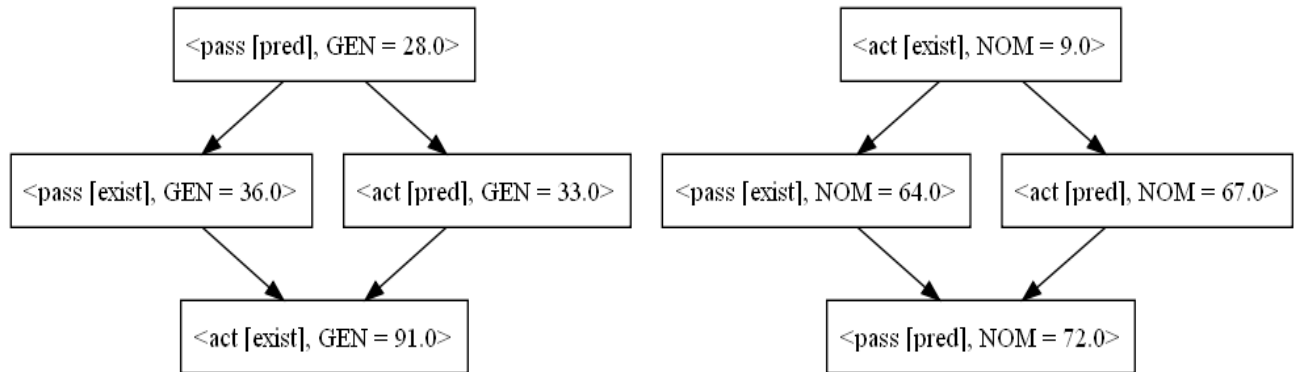 <pass [pred], GEN = 28.0>
<pass [exist], GEN = 36.0>
<act [pred], GEN = 33.0>
<act [exist], GEN = 91.0>
<act [exist], NOM = 9.0>
<pass [exist], NOM = 64.0>
<act [pred], NOM = 67.0>
<pass [pred], NOM = 72.0>